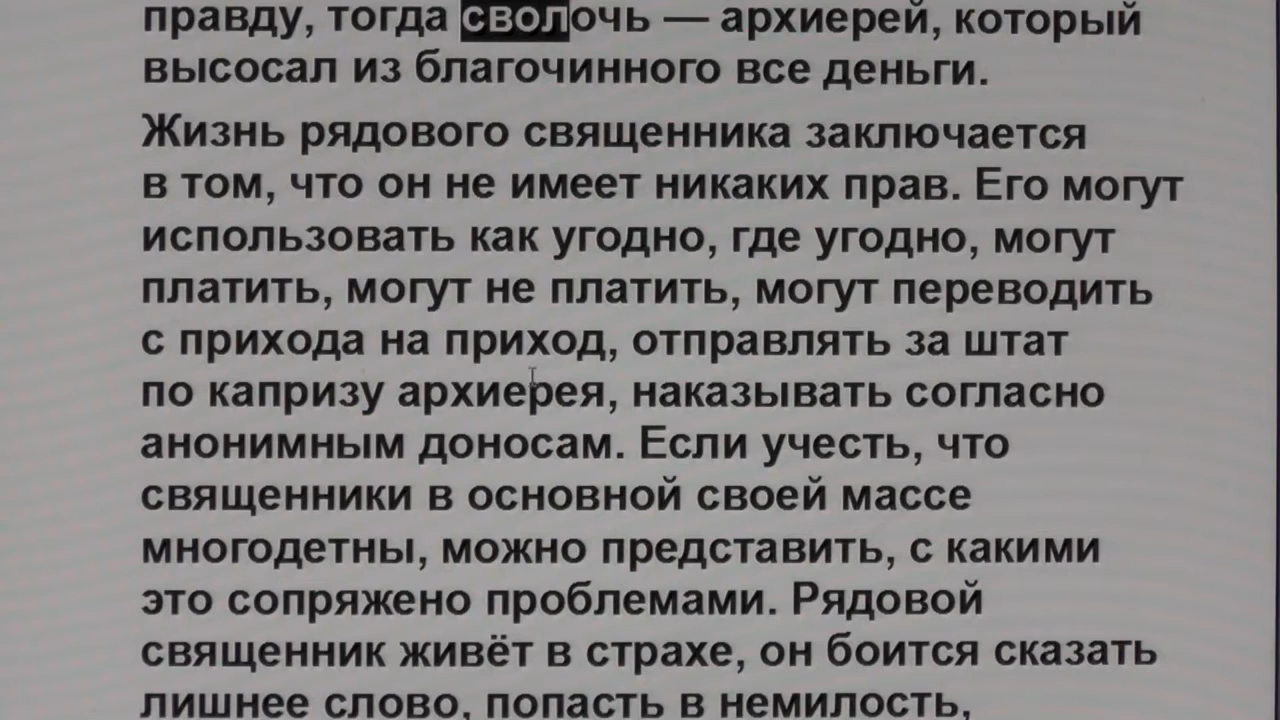 правду, тогда сволочь — архиерей, который
высосал из благочинного все деньги.
Жизнь рядового священника заключается
в том, что он не имеет никаких прав. Его могут
использовать как угодно, где угодно, могут
платить, могут не платить, могут переводить
с прихода на приход, отправлять за штат
по капризу архиерея, наказывать согласно
анонимным доносам. Если учесть, что
священники в основной своей массе
многодетны, можно представить, с какими
это сопряжено проблемами. Рядовой
священник живёт в страхе, он боится сказать
лишнее слово, попасть в немилость,